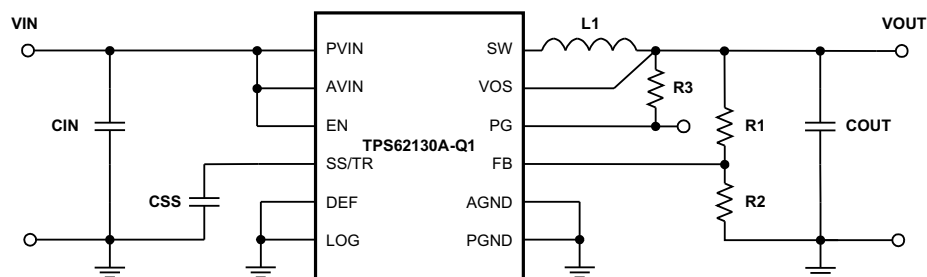 VIN
L1
VOUT
PVIN
SW
AVIN
VOS
R3
CIN
EN
PG
R1
COUT
TPS62130A-Q1
SS/TR
FB
CSS
DEF
AGND
R2
LOG
PGND